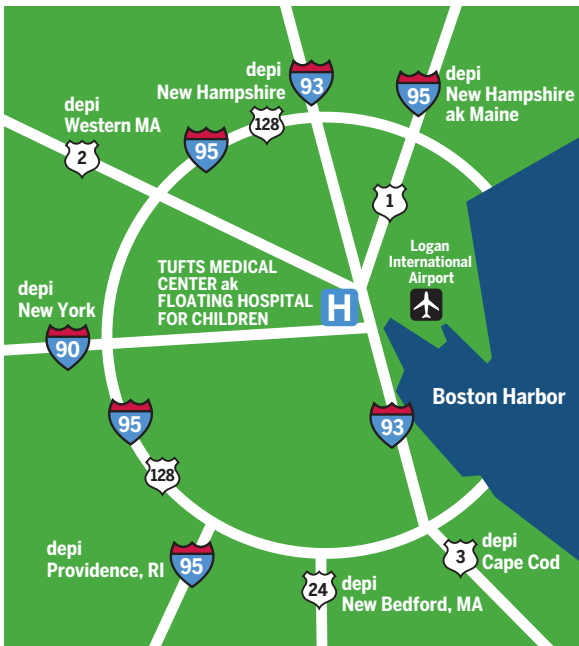 depi
New Hampshire
93
95
depi
New Hampshire
ak Maine
depi
Western MA
2
95
128
1
Logan
International
Airport
TUFTS MEDICAL
CENTER ak
FLOATING HOSPITAL
FOR CHILDREN
H
depi
New York
90
Boston Harbor
95
93
128
depi
Providence, RI
95
24
depi
New Bedford, MA
3
depi
Cape Cod